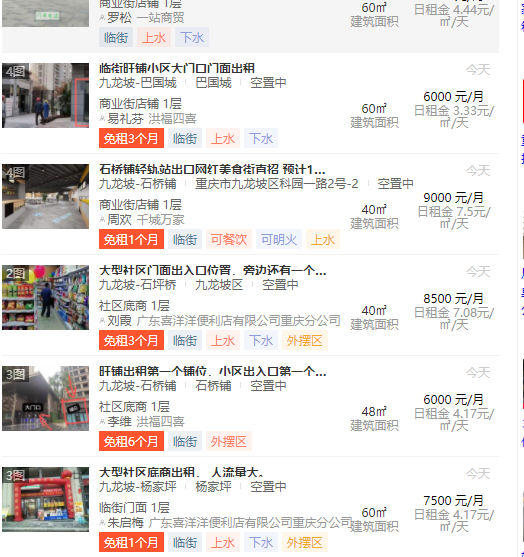 商业街店铺 1层
罗松 一站商贸
临街 上水 下水
60㎡
建筑面积
日租金 4.44元/
㎡/天
4图
临街旺铺小区大门口门面出租
九龙坡-巴国城 巴国城 空置中
商业街店铺 1层
易礼芬 洪福四喜
免租3个月 临街 上水 下水
60㎡
建筑面积
今天
6000 元/月
日租金 3.33元/
㎡/天
4图
石桥铺轻轨站出口网红美食街直招 预计1...
九龙坡-石桥铺 重庆市九龙坡区科园一路2号-2 空置中
商业街店铺 1层
周欢 千城万家
免租1个月 临街 可餐饮 可明火 上水
40㎡
建筑面积
今天
9000 元/月
日租金 7.5元/
㎡/天
2图
大型社区门面出入口位置，旁边还有一个...
九龙坡-石坪桥 九龙坡区 空置中
社区底商 1层
刘霞 广东喜洋洋便利店有限公司重庆分公司
免租3个月 临街 上水 下水 外摆区
40㎡
建筑面积
今天
8500 元/月
日租金 7.08元/
㎡/天
3图
大门口
旺铺出租第一个铺位，小区出入口第一个...
九龙坡-石桥铺 石桥铺 空置中
社区底商 1层
李维 洪福四喜
免租6个月 临街 外摆区
48㎡
建筑面积
今天
6000 元/月
日租金 4.17元/
㎡/天
3图
大型社区底商出租， 人流量大。
九龙坡-杨家坪 杨家坪 空置中
临街门面 1层
朱启梅 广东喜洋洋便利店有限公司重庆分公司
免租1个月 临街 上水 下水 外摆区
60㎡
建筑面积
今天
7500 元/月
日租金 4.17元/
㎡/天